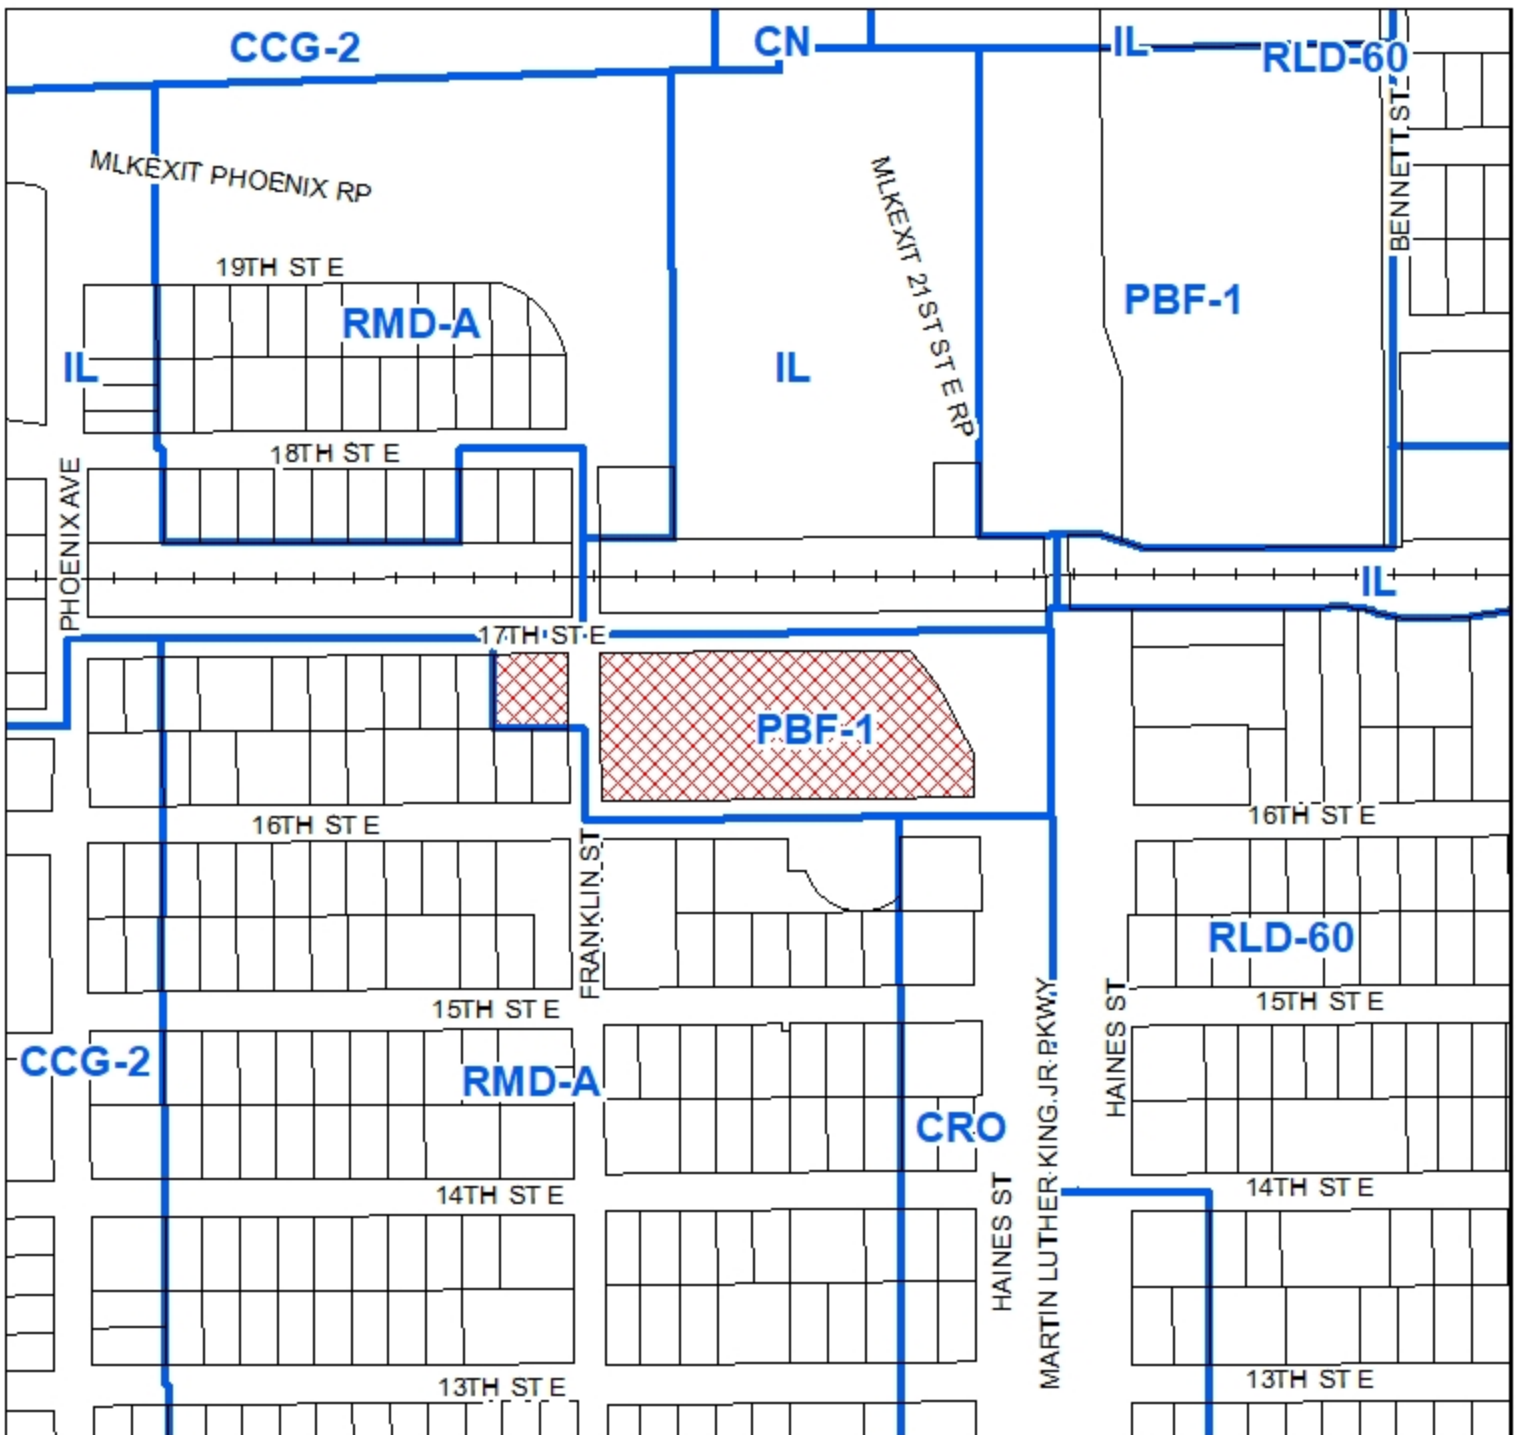 CCG-2
CN
IL
RLD-60
BENNETT ST
MLKEXIT PHOENIX RP
MLKEXIT 21ST ST E RP
19TH ST E
RMD-A
PBF-1
IL
IL
18TH ST E
PHOENIX AVE
IL
17TH ST E
PBF-1
16TH ST E
16TH ST E
FRANKLIN ST
RLD-60
15TH ST E
15TH ST E
HAINES ST
CCG-2
RMD-A
CRO
MARTIN LUTHER KING JR PKWY
HAINES ST
14TH ST E
14TH ST E
13TH ST E
13TH ST E